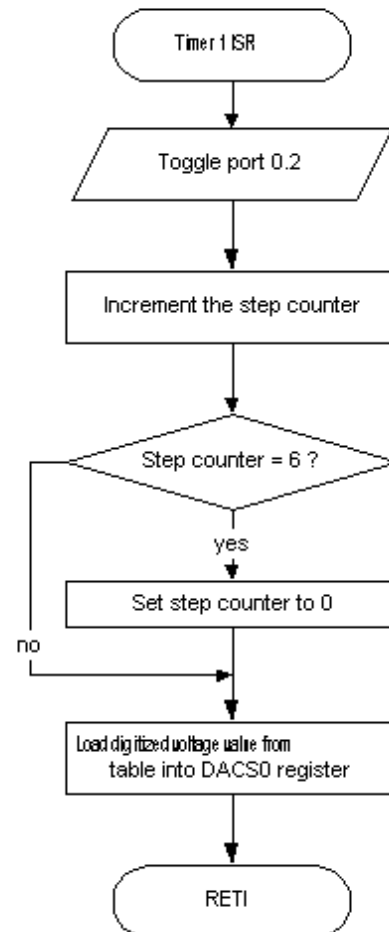 Timer 1 ISR
Toggle port 0.2
Increment the step counter
Step counter = 6 ?
yes
Set step counter to 0
no
Load digitized voltage value from
table into DACS0 register
RETI